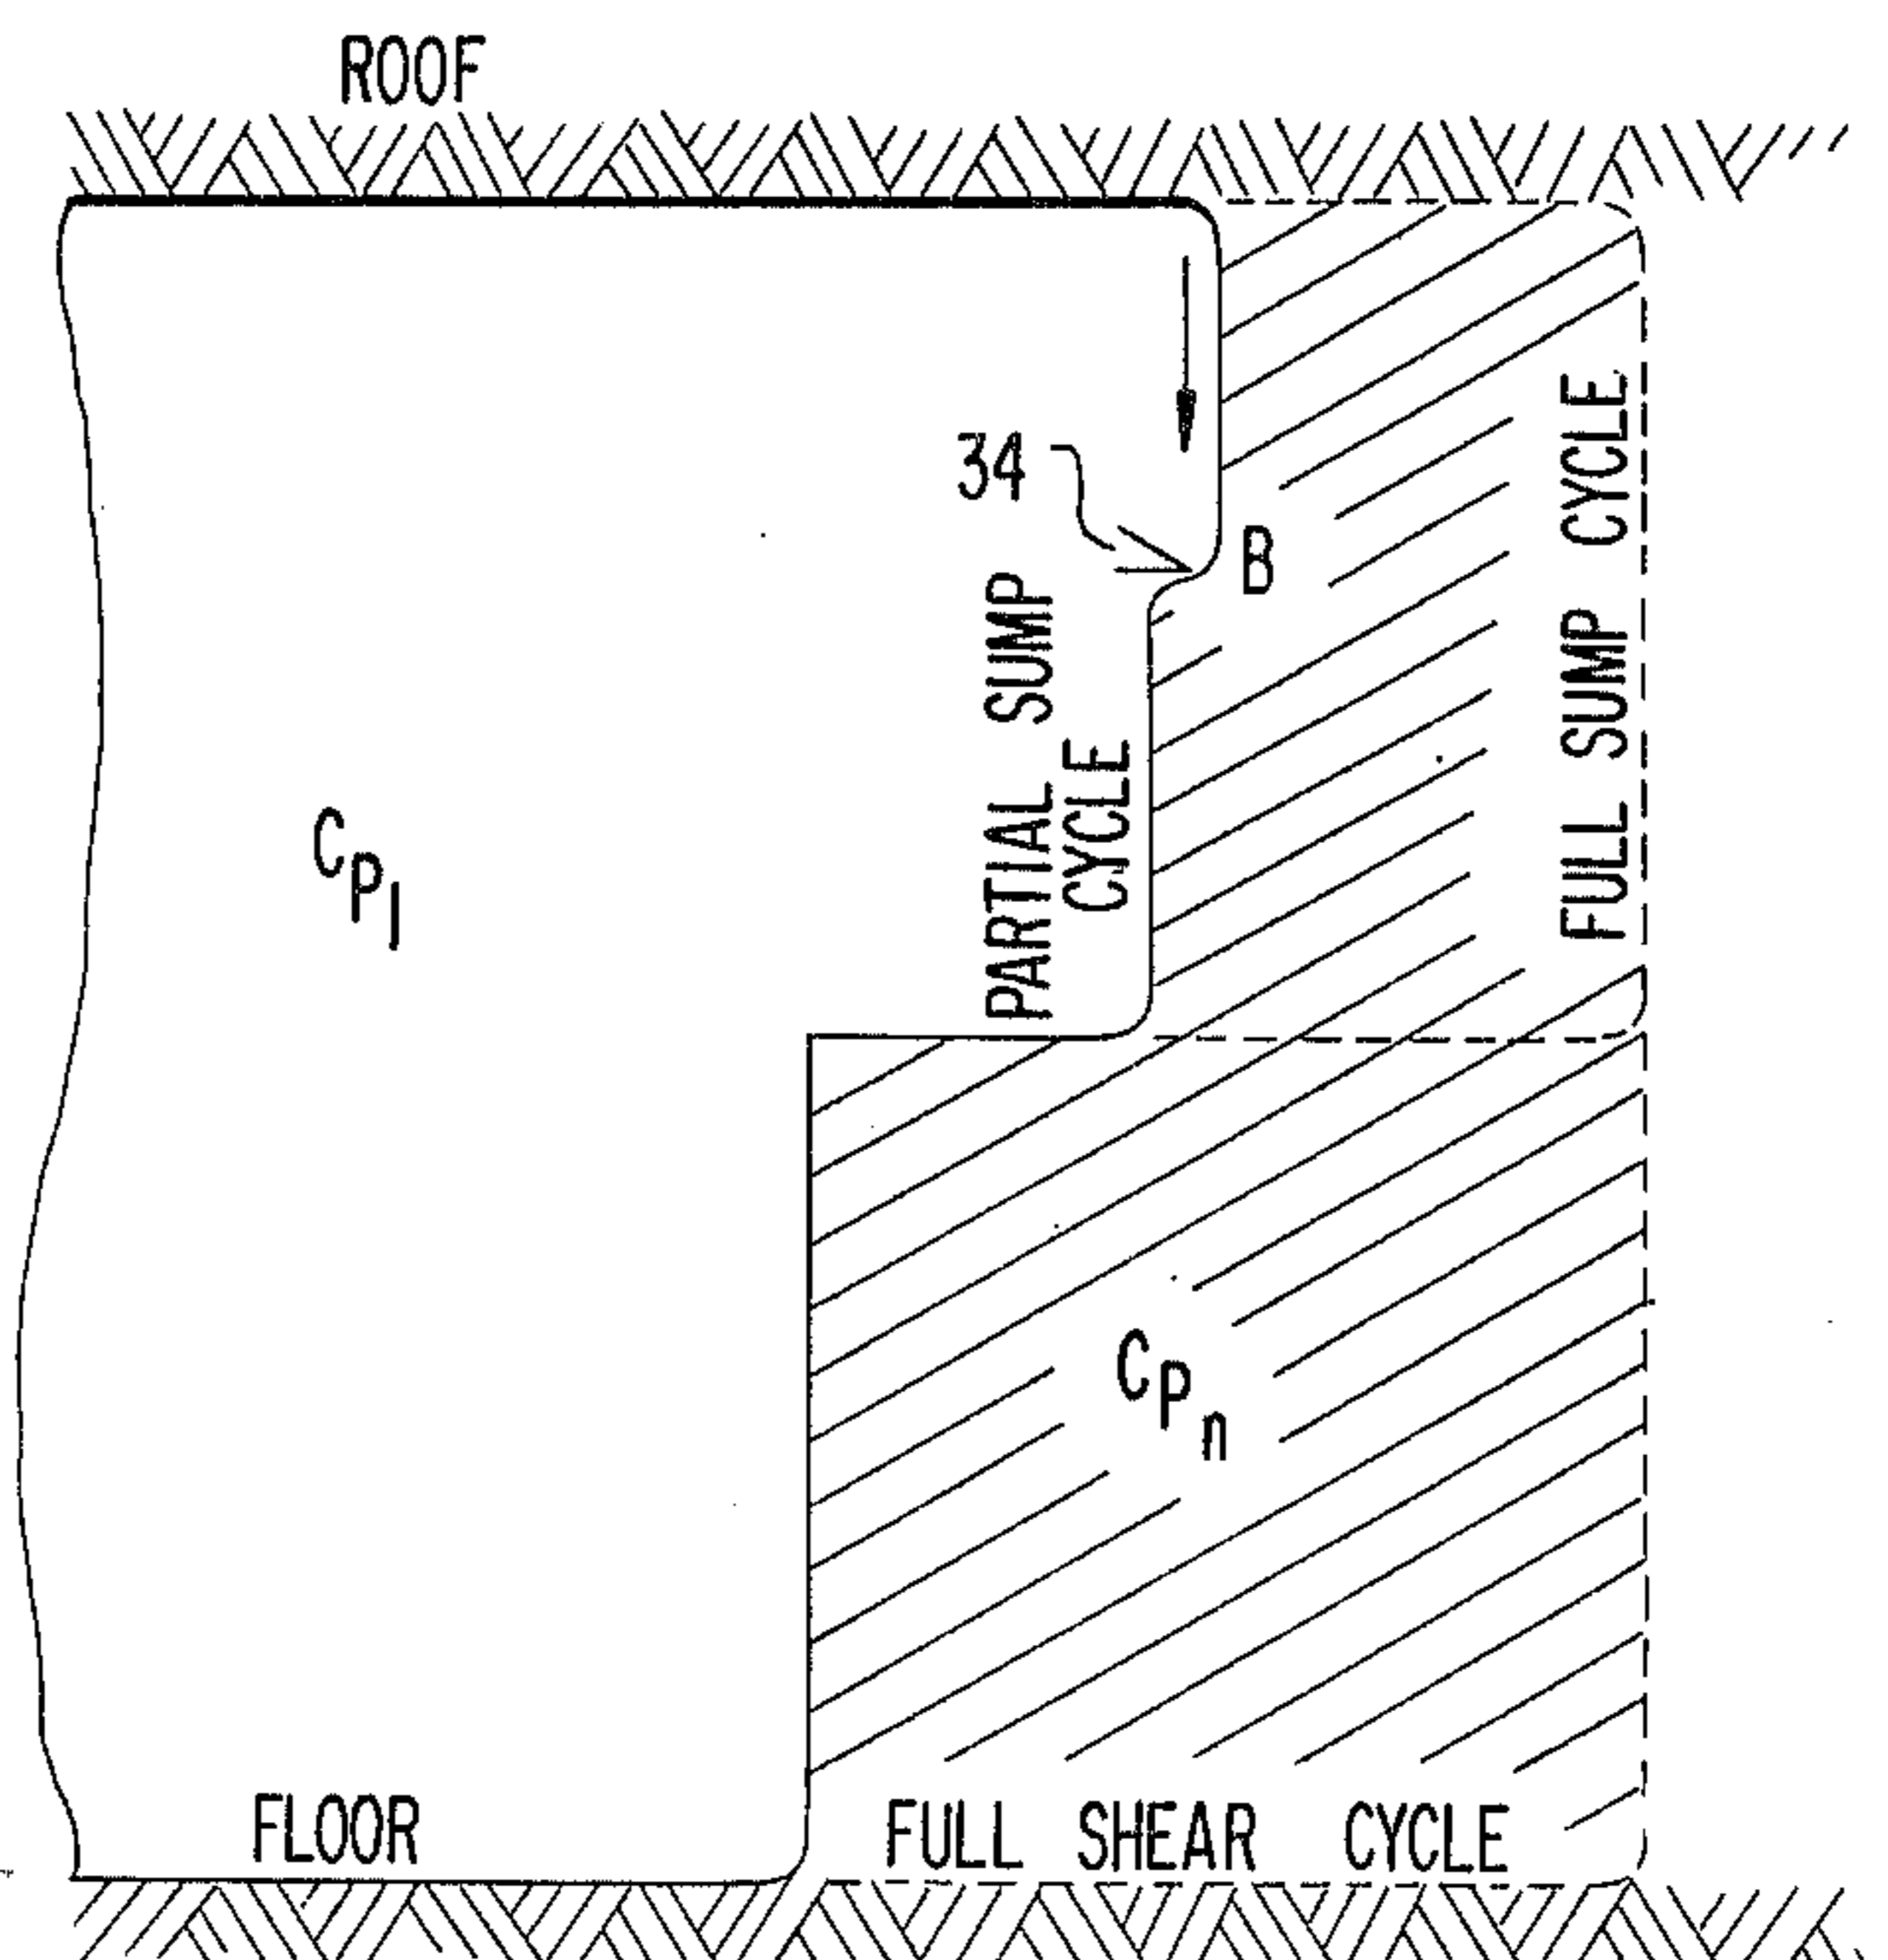 ROOF
34
B
PARTIAL SUMP
CYCLE
FULL SUMP CYCLE
CP1
CPn
FLOOR
FULL SHEAR CYCLE